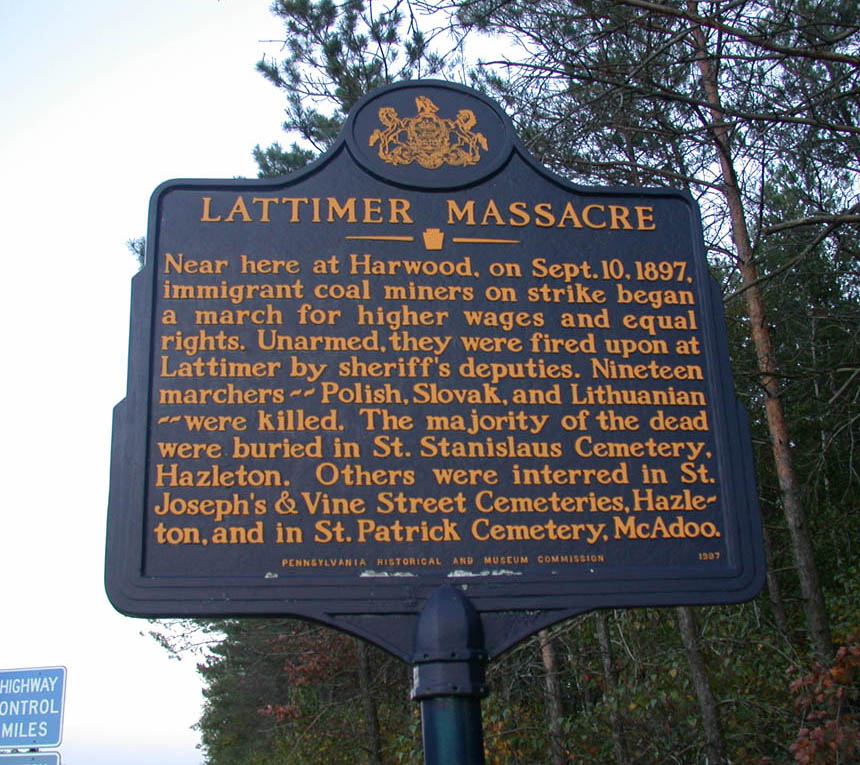 LATTIMER MASSACRE
Near here at Harwood, on Sept. 10, 1897,
immigrant coal miners on strike began
a march for higher wages and equal
rights. Unarmed, they were fired upon at
Lattimer by sheriff's deputies. Nineteen
marchers -- Polish, Slovak, and Lithuanian
-- were killed. The majority of the dead
were buried in St. Stanislaus Cemetery,
Hazleton. Others were interred in St.
Joseph's & Vine Street Cemeteries, Hazle-
ton, and in St. Patrick Cemetery, McAdoo.
PENNSYLVANIA HISTORICAL AND MUSEUM COMMISSION 1997
HIGHWAY
ONTROL
MILES